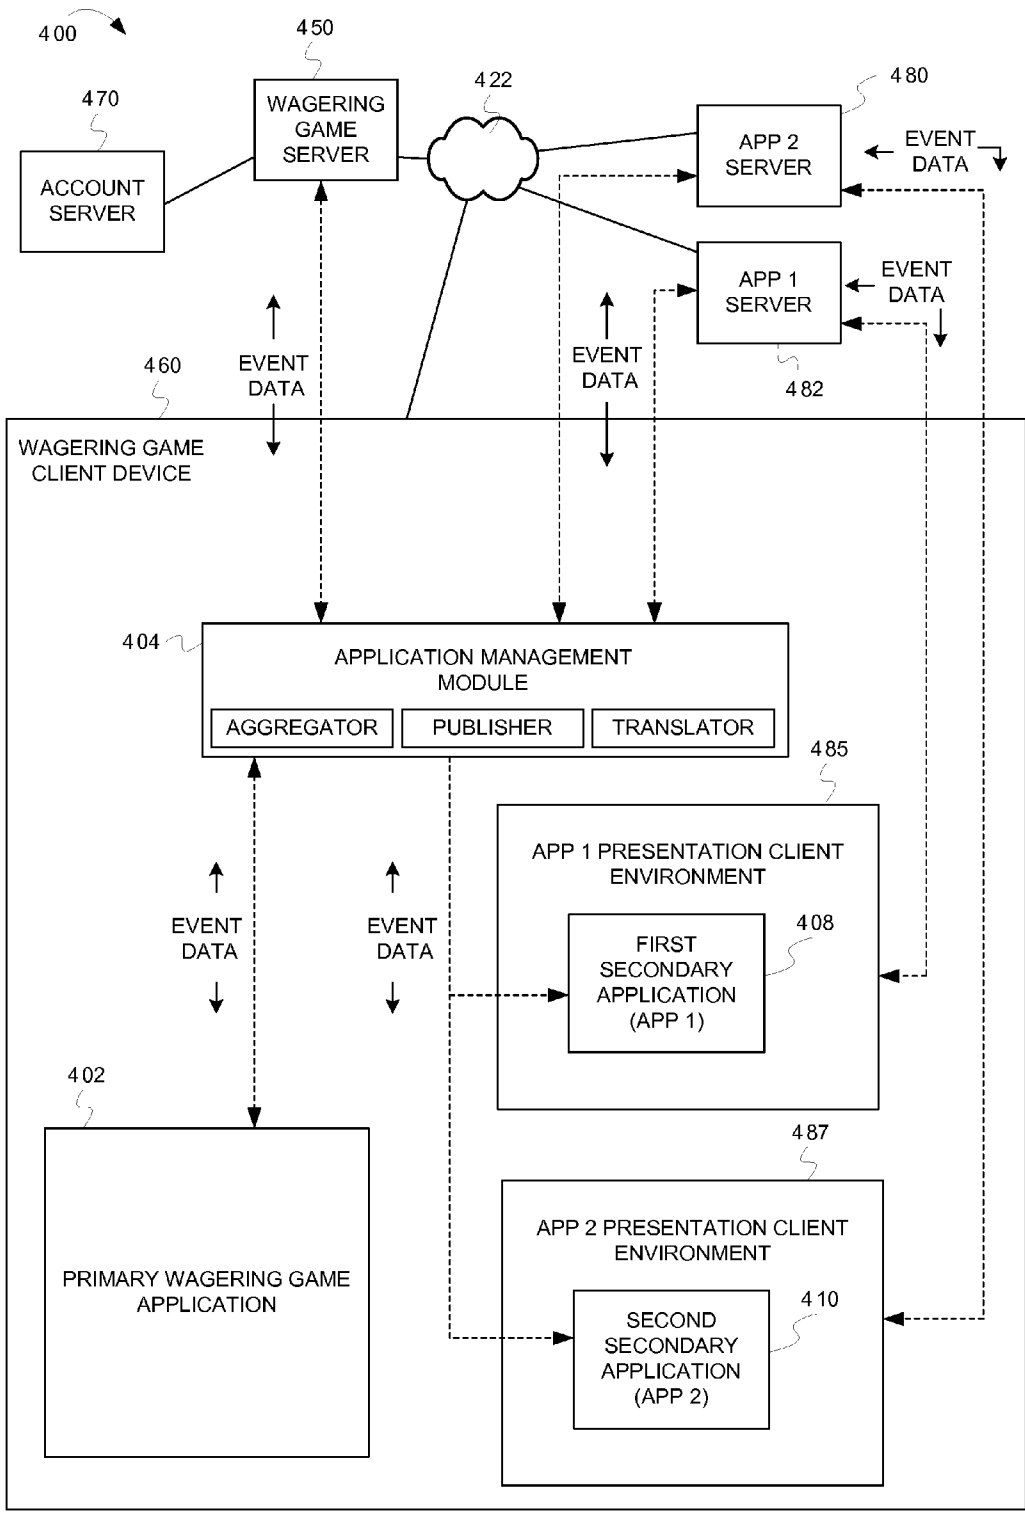 400
450
470
422
480
WAGERING
GAME
SERVER
APP 2
SERVER
EVENT
DATA
ACCOUNT
SERVER
APP 1
SERVER
EVENT
DATA
482
460
EVENT
DATA
EVENT
DATA
WAGERING GAME
CLIENT DEVICE
404
APPLICATION MANAGEMENT
MODULE
AGGREGATOR
PUBLISHER
TRANSLATOR
485
APP 1 PRESENTATION CLIENT
ENVIRONMENT
EVENT
DATA
EVENT
DATA
408
FIRST
SECONDARY
APPLICATION
(APP 1)
402
487
APP 2 PRESENTATION CLIENT
ENVIRONMENT
PRIMARY WAGERING GAME
APPLICATION
410
SECOND
SECONDARY
APPLICATION
(APP 2)